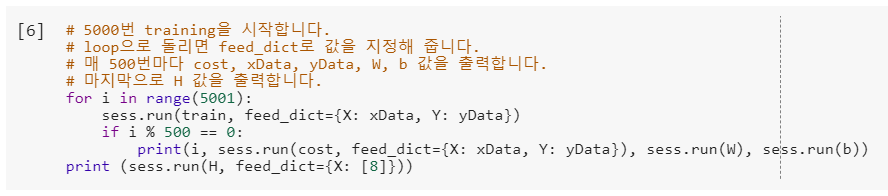 [6] # 5000번 training을 시작합니다.
# loop으로 돌리면 feed_dict로 값을 지정해 줍니다.
# 매 500번마다 cost, xData, yData, W, b 값을 출력합니다.
# 마지막으로 H 값을 출력합니다.
for i in range(5001):
    sess.run(train, feed_dict={X: xData, Y: yData})
    if i % 500 == 0:
        print(i, sess.run(cost, feed_dict={X: xData, Y: yData}), sess.run(W), sess.run(b))
print (sess.run(H, feed_dict={X: [8]}))